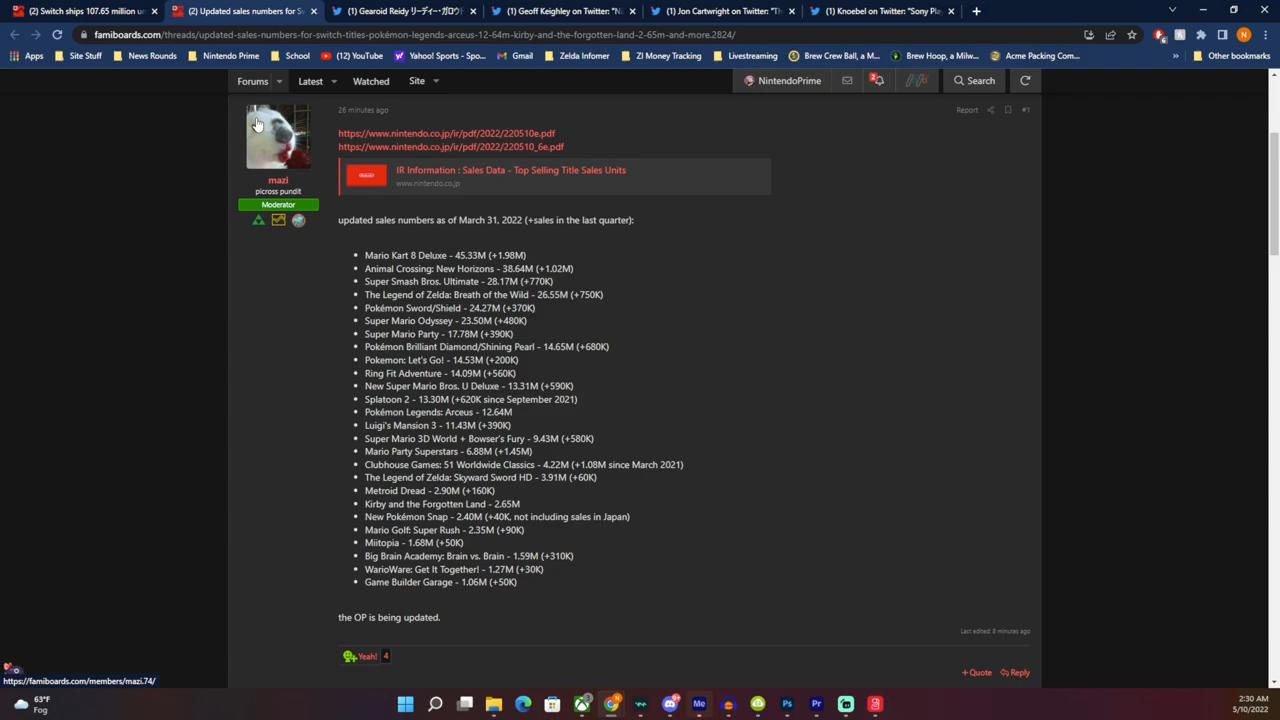 (2) Switch ships 107.65 million un
(2) Updated sales numbers for S
(1) Gearoid Reidy リーディー・ガロウド
(1) Geoff Keighley on Twitter: "Ni
(1) Jon Cartwright on Twitter: "Th
(1) Knoebel on Twitter: "Sony Play
famiboards.com/threads/updated-sales-numbers-for-switch-titles-pokémon-legends-arceus-12-64m-kirby-and-the-forgotten-land-2-65m-and-more.2824/
Apps
Site Stuff
News Rounds
Nintendo Prime
School
(12) YouTube
Yahoo! Sports - Spo...
Gmail
Zelda Infomer
ZI Money Tracking
Livestreaming
Brew Crew Ball, a M...
Brew Hoop, a Milw...
Acme Packing Com...
Other bookmarks
Forums
Latest
Watched
Site
NintendoPrime
2
Search
26 minutes ago
Report
#1
https://www.nintendo.co.jp/ir/pdf/2022/220510e.pdf
https://www.nintendo.co.jp/ir/pdf/2022/220510_6e.pdf
IR Information : Sales Data - Top Selling Title Sales Units
www.nintendo.co.jp
mazi
picross pundit
Moderator
updated sales numbers as of March 31, 2022 (+sales in the last quarter):
Mario Kart 8 Deluxe - 45.33M (+1.98M)
Animal Crossing: New Horizons - 38.64M (+1.02M)
Super Smash Bros. Ultimate - 28.17M (+770K)
The Legend of Zelda: Breath of the Wild - 26.55M (+750K)
Pokémon Sword/Shield - 24.27M (+370K)
Super Mario Odyssey - 23.50M (+480K)
Super Mario Party - 17.78M (+390K)
Pokémon Brilliant Diamond/Shining Pearl - 14.65M (+680K)
Pokemon: Let's Go! - 14.53M (+200K)
Ring Fit Adventure - 14.09M (+560K)
New Super Mario Bros. U Deluxe - 13.31M (+590K)
Splatoon 2 - 13.30M (+620K since September 2021)
Pokémon Legends: Arceus - 12.64M
Luigi's Mansion 3 - 11.43M (+390K)
Super Mario 3D World + Bowser's Fury - 9.43M (+580K)
Mario Party Superstars - 6.88M (+1.45M)
Clubhouse Games: 51 Worldwide Classics - 4.22M (+1.08M since March 2021)
The Legend of Zelda: Skyward Sword HD - 3.91M (+60K)
Metroid Dread - 2.90M (+160K)
Kirby and the Forgotten Land - 2.65M
New Pokémon Snap - 2.40M (+40K, not including sales in Japan)
Mario Golf: Super Rush - 2.35M (+90K)
Miitopia - 1.68M (+50K)
Big Brain Academy: Brain vs. Brain - 1.59M (+310K)
WarioWare: Get It Together! - 1.27M (+30K)
Game Builder Garage - 1.06M (+50K)
the OP is being updated.
Last edited: 8 minutes ago
Yeah! 4
+ Quote
Reply
https://famiboards.com/members/mazi.74/
63°F
Fog
2:30 AM
5/10/2022